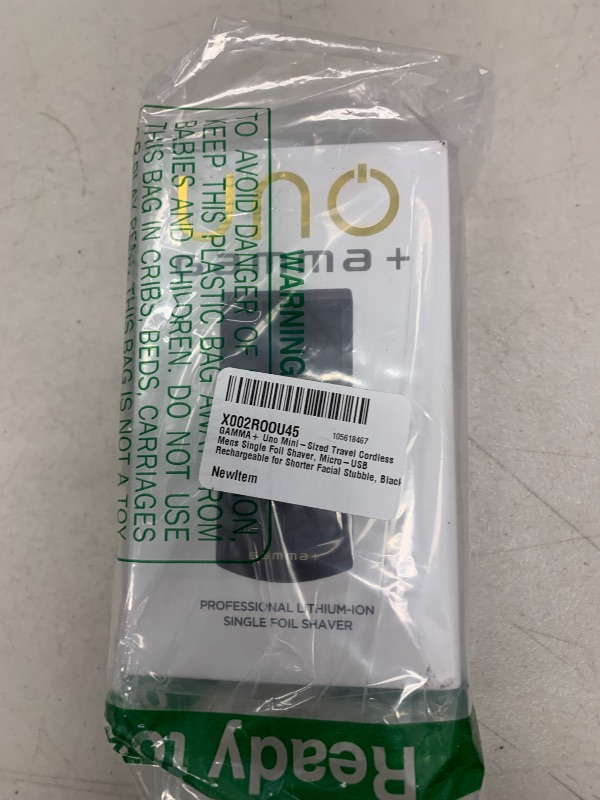 uno
gamma+
X002ROOU45
105618467
GAMMA+ Uno Mini-Sized Travel Cordless
Mens Single Foil Shaver, Micro-USB
Rechargeable for Shorter Facial Stubble, Black
NewItem
gamma+
PROFESSIONAL LITHIUM-ION
SINGLE FOIL SHAVER
WARNING
TO AVOID DANGER OF
KEEP THIS PLASTIC BAG AWAY FROM
BABIES AND CHILDREN. DO NOT USE
THIS BAG IN CRIBS, BEDS, CARRIAGES
THIS BAG IS NOT A TOY
Ready to